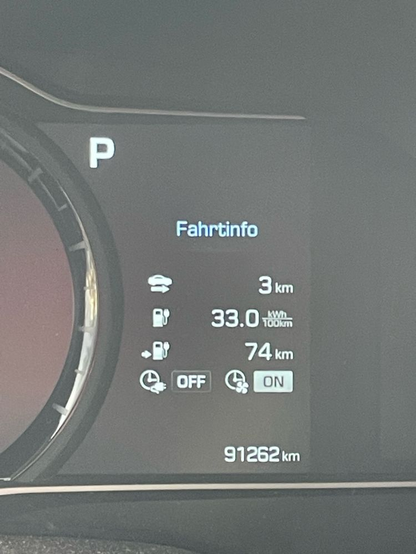 P
Fahrtinfo
3 km
33.0 kWh/100km
74 km
OFF ON
91262 km